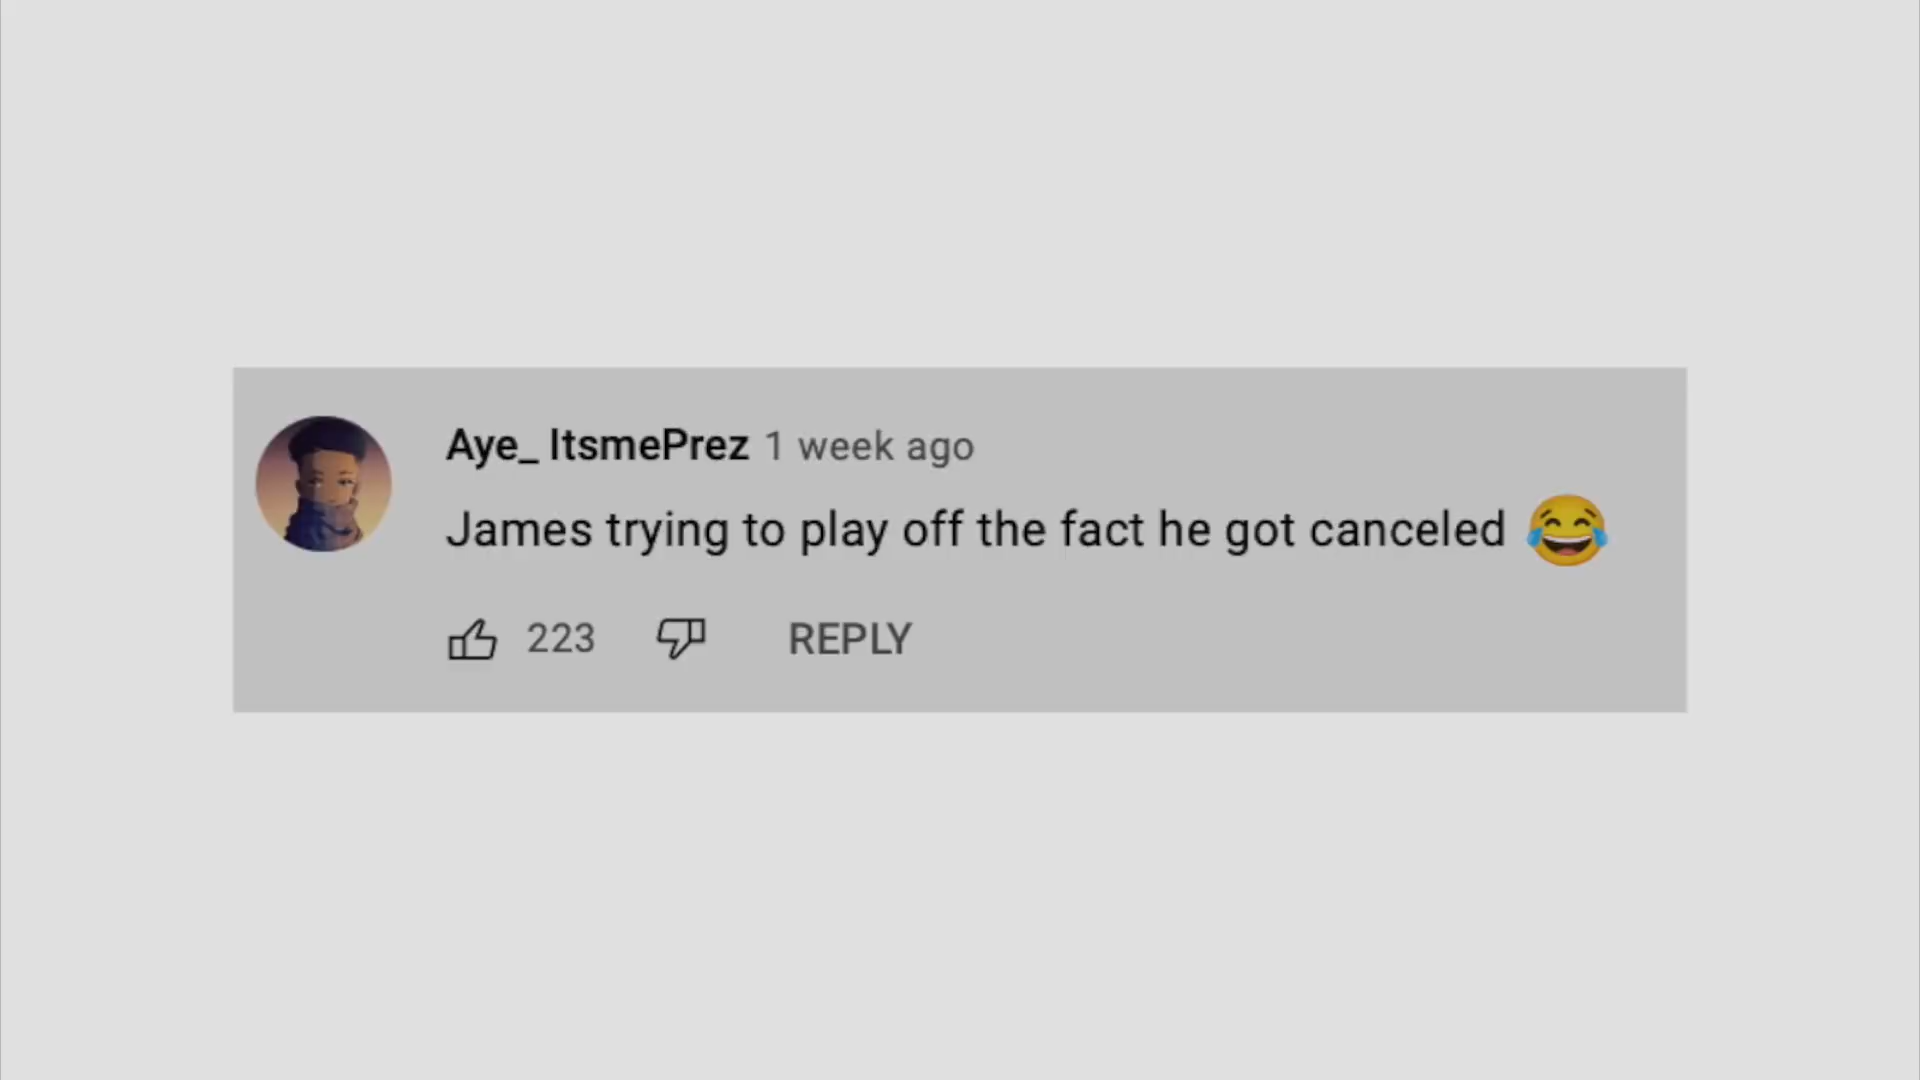 Aye_ ItsmePrez 1 week ago
James trying to play off the fact he got canceled 😂
223 REPLY